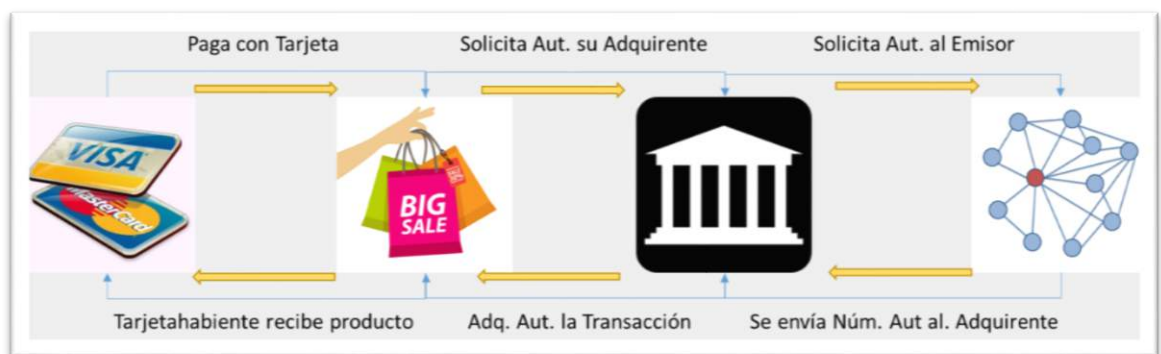 Paga con Tarjeta
Solicita Aut. su Adquirente
Solicita Aut. al Emisor
VISA
MasterCard
BIG
SALE
Tarjetahabiente recibe producto
Adq. Aut. la Transacción
Se envía Núm. Aut al. Adquirente